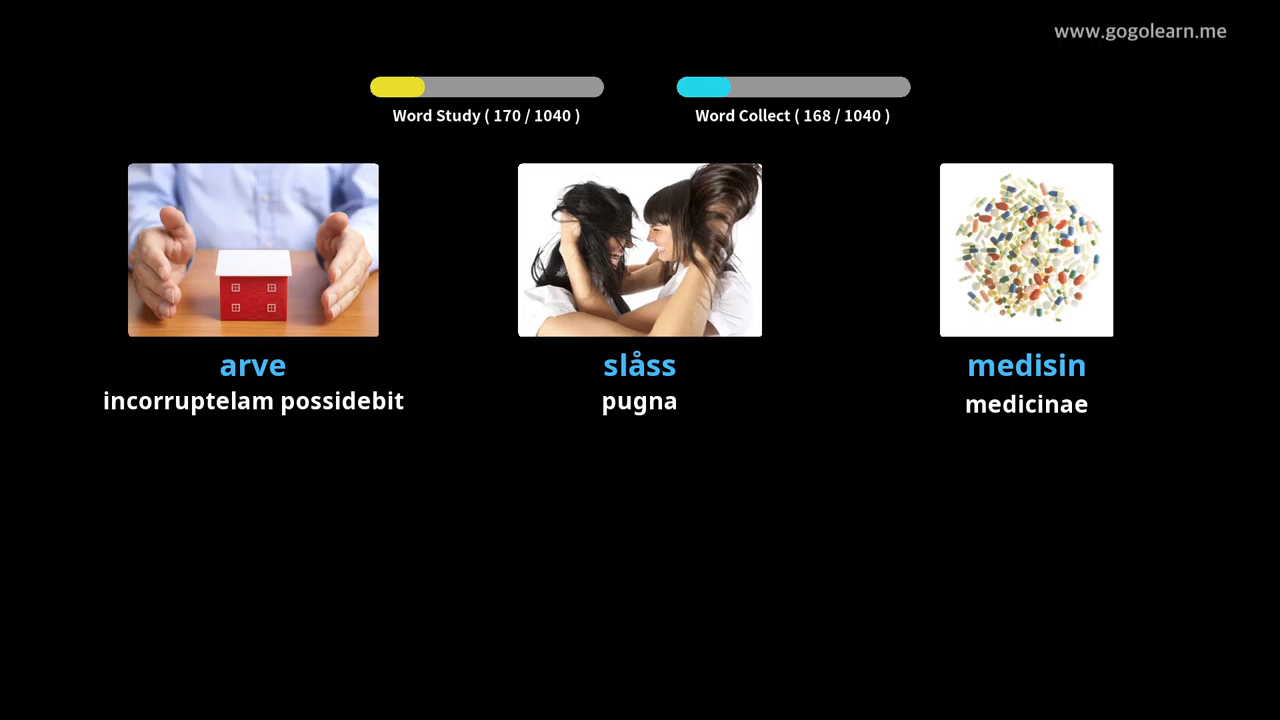 www.gogolearn.me
Word Study ( 170 / 1040 )
Word Collect ( 168 / 1040 )
arve
incorruptelam possidebit
slåss
pugna
medisin
medicinae